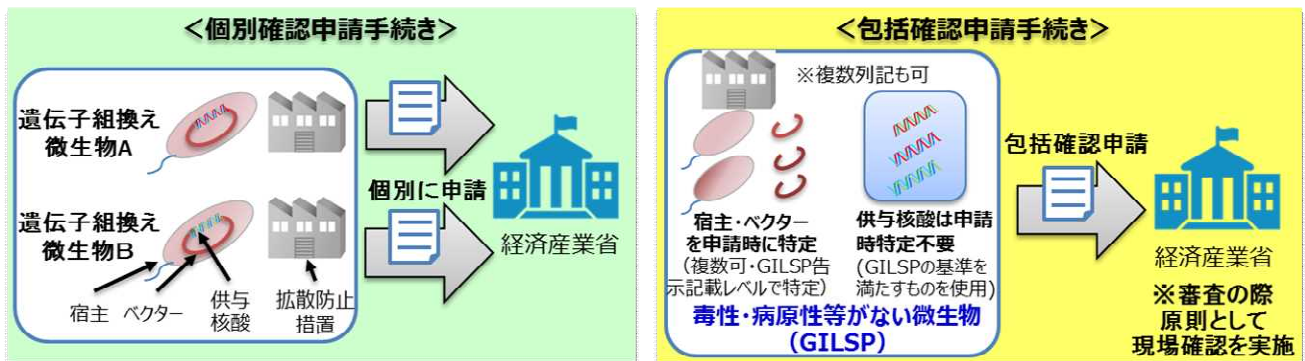 ＜個別確認申請手続き＞
遺伝子組換え
微生物A
遺伝子組換え
微生物B
宿主
ベクター
供与
核酸
拡散防止
措置
個別に申請
経済産業省
＜包括確認申請手続き＞
※複数列記も可
宿主・ベクター
を申請時に特定
（複数可・GILSP告
示記載レベルで特定）
供与核酸は申請
時特定不要
(GILSPの基準を
満たすものを使用)
毒性・病原性等がない微生物
（GILSP）
包括確認申請
経済産業省
※審査の際
原則として
現場確認を実施